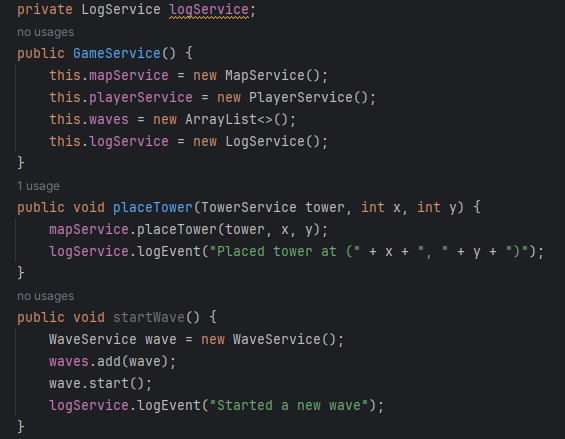 private LogService logService;
no usages
public GameService() {
this.mapService = new MapService();
this.playerService = new PlayerService();
this.waves = new ArrayList<>();
this.logService = new LogService();
}
1 usage
public void placeTower(TowerService tower, int x, int y) {
mapService.placeTower(tower, x, y);
logService.logEvent("Placed tower at (" + x + ", " + y + ")");
}
no usages
public void startWave() {
WaveService wave = new WaveService();
waves.add(wave);
wave.start();
logService.logEvent("Started a new wave");
}